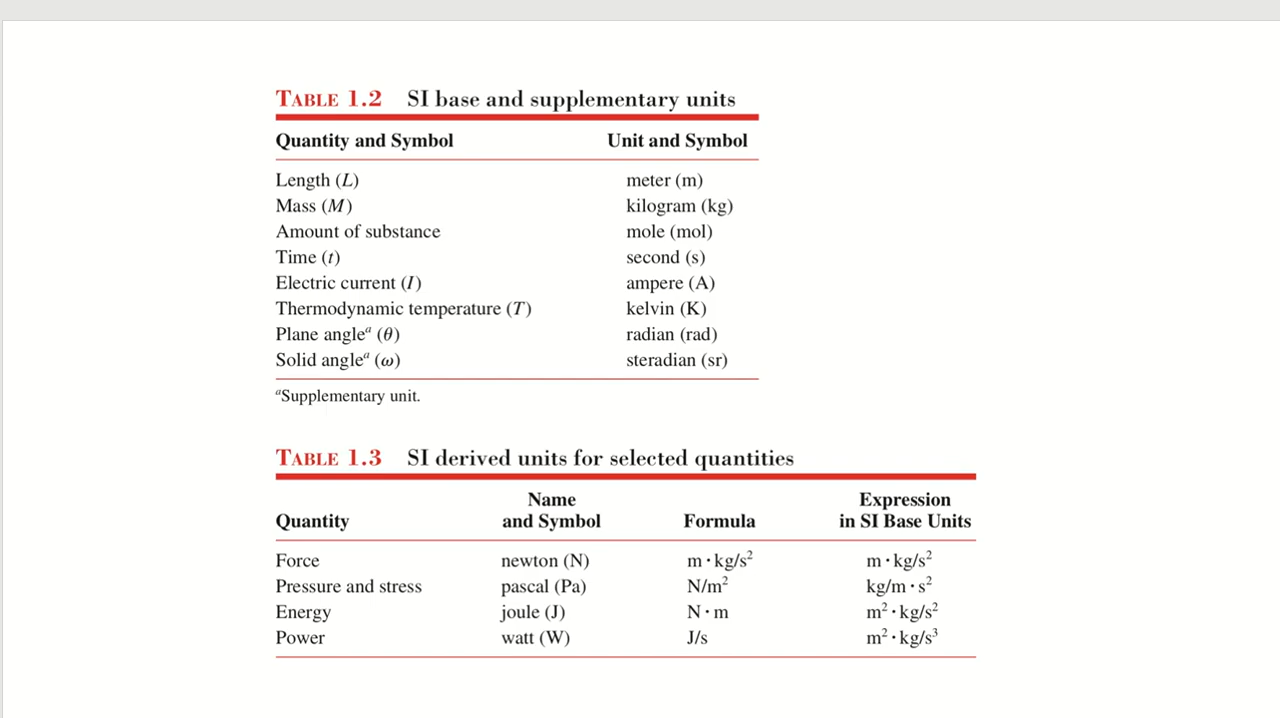 TABLE 1.2 SI base and supplementary units
Quantity and Symbol Unit and Symbol
Length (L) meter (m)
Mass (M) kilogram (kg)
Amount of substance mole (mol)
Time (t) second (s)
Electric current (I) ampere (A)
Thermodynamic temperature (T) kelvin (K)
Plane angleᵃ (θ) radian (rad)
Solid angleᵃ (ω) steradian (sr)
ᵃSupplementary unit.
TABLE 1.3 SI derived units for selected quantities
Name Expression
Quantity and Symbol Formula in SI Base Units
Force newton (N) m·kg/s² m·kg/s²
Pressure and stress pascal (Pa) N/m² kg/m·s²
Energy joule (J) N·m m²·kg/s²
Power watt (W) J/s m²·kg/s³